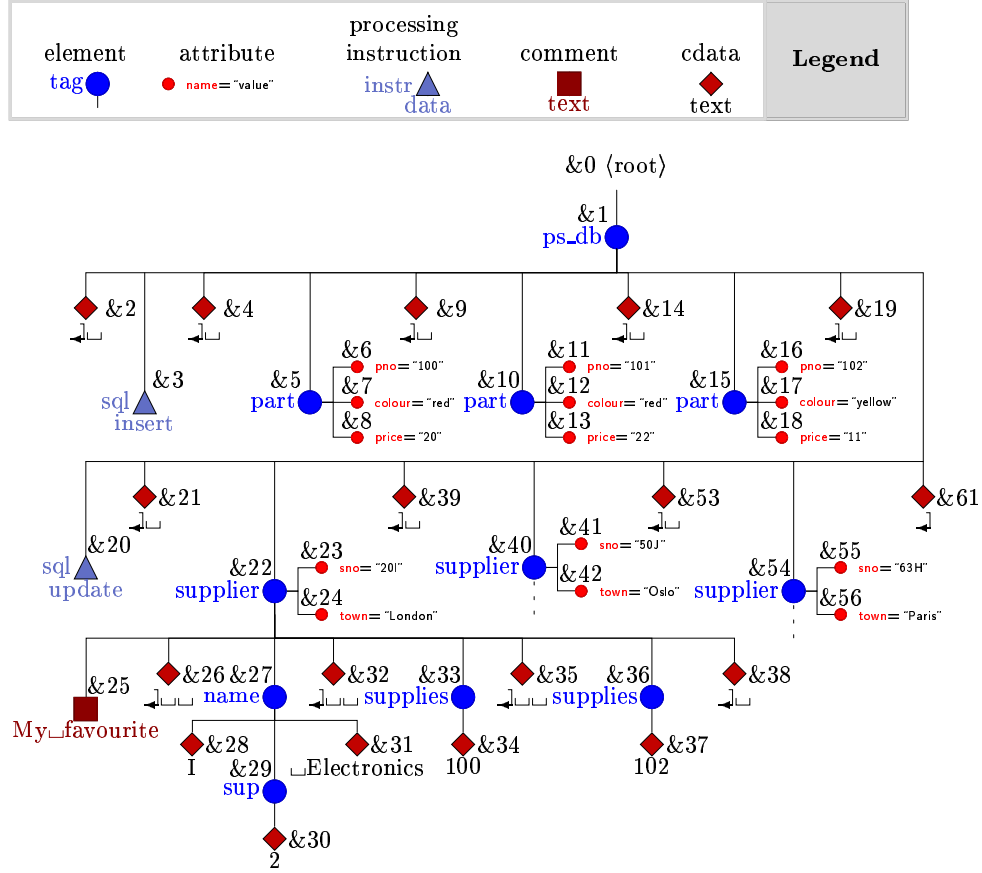 processing
element attribute instruction comment cdata Legend
tag name="value" instr text text
data
&0 ⟨root⟩
&1
ps_db
&2 &4 &9 &14 &19
&6 &11 &16
pno="100" pno="101" pno="102"
&3 &5 &7 &10 &12 &15 &17
sql part colour="red" part colour="red" part colour="yellow"
insert &8 &13 &18
price="20" price="22" price="11"
&21 &39 &53 &61
&41
sno="50J"
&20 &23 &40 &55
sql sno="20I" supplier sno="63H"
&22 &42 &54
update supplier town="Oslo" supplier
&24 &56
town="London" town="Paris"
&25 &26 &27 &32 &33 &35 &36 &38
name supplies supplies
My␣favourite
&28 &31 &34 &37
I ␣Electronics 100 102
&29
sup
&30
2